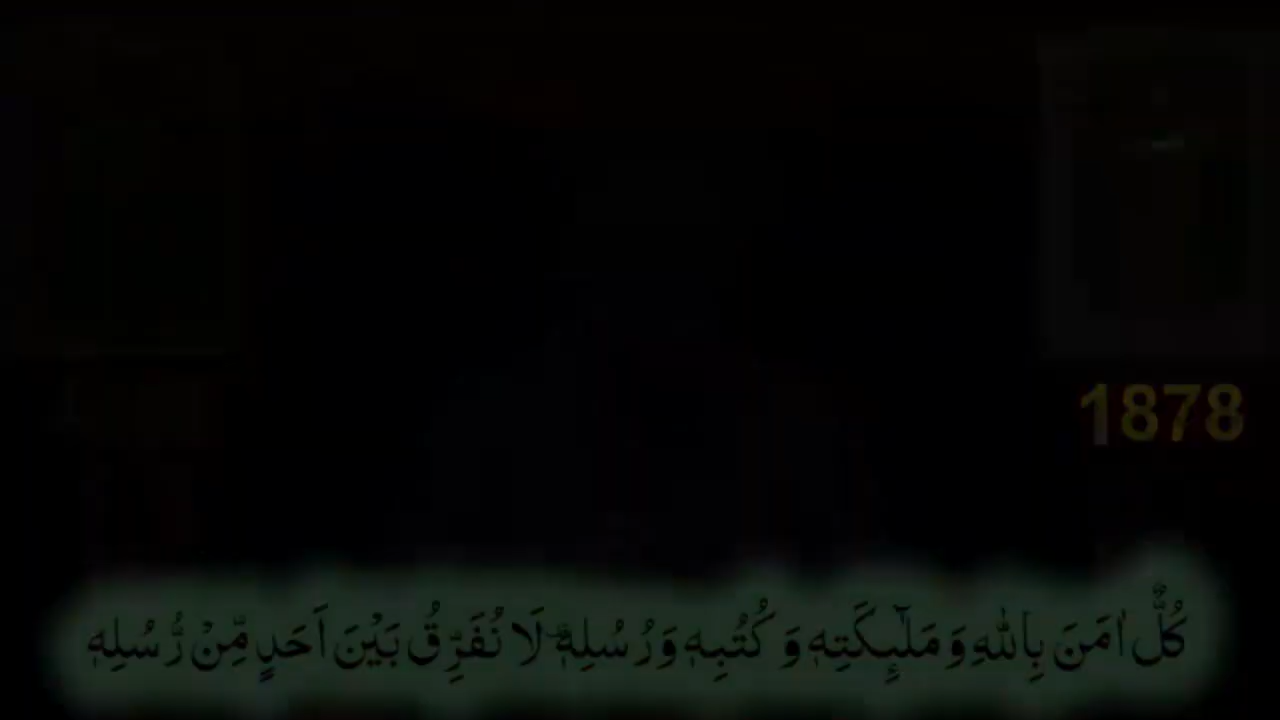 1878
كُلٌّ اٰمَنَ بِاللّٰهِ وَ مَلٰٓىِٕكَتِهٖ وَ كُتُبِهٖ وَ رُسُلِهٖ۫ لَا نُفَرِّقُ بَیْنَ اَحَدٍ مِّنْ رُّسُلِهٖ